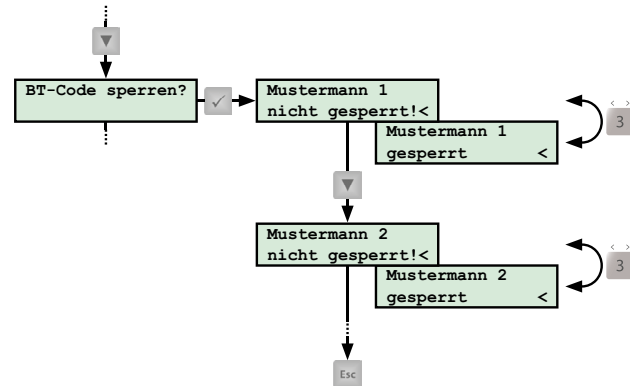 BT-Code sperren?
Mustermann 1
nicht gesperrt!<
Mustermann 1
gesperrt <
< >
3
Mustermann 2
nicht gesperrt!<
Mustermann 2
gesperrt <
< >
3
Esc